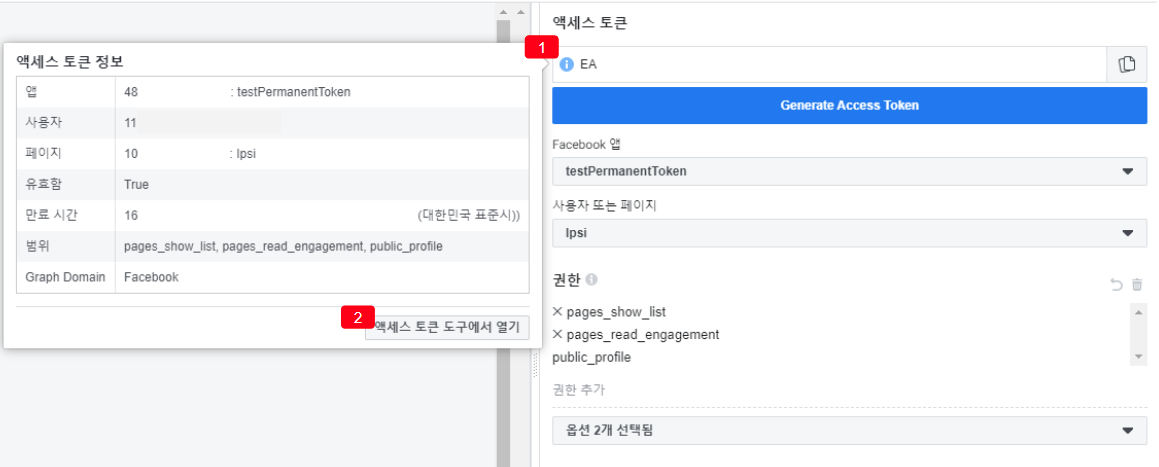 액세스 토큰
1
EA
Generate Access Token
Facebook 앱
testPermanentToken
사용자 또는 페이지
Ipsi
권한
× pages_show_list
× pages_read_engagement
public_profile
권한 추가
옵션 2개 선택됨
액세스 토큰 정보
앱 48 : testPermanentToken
사용자 11
페이지 10 : Ipsi
유효함 True
만료 시간 16 (대한민국 표준시))
범위 pages_show_list, pages_read_engagement, public_profile
Graph Domain Facebook
2
액세스 토큰 도구에서 열기